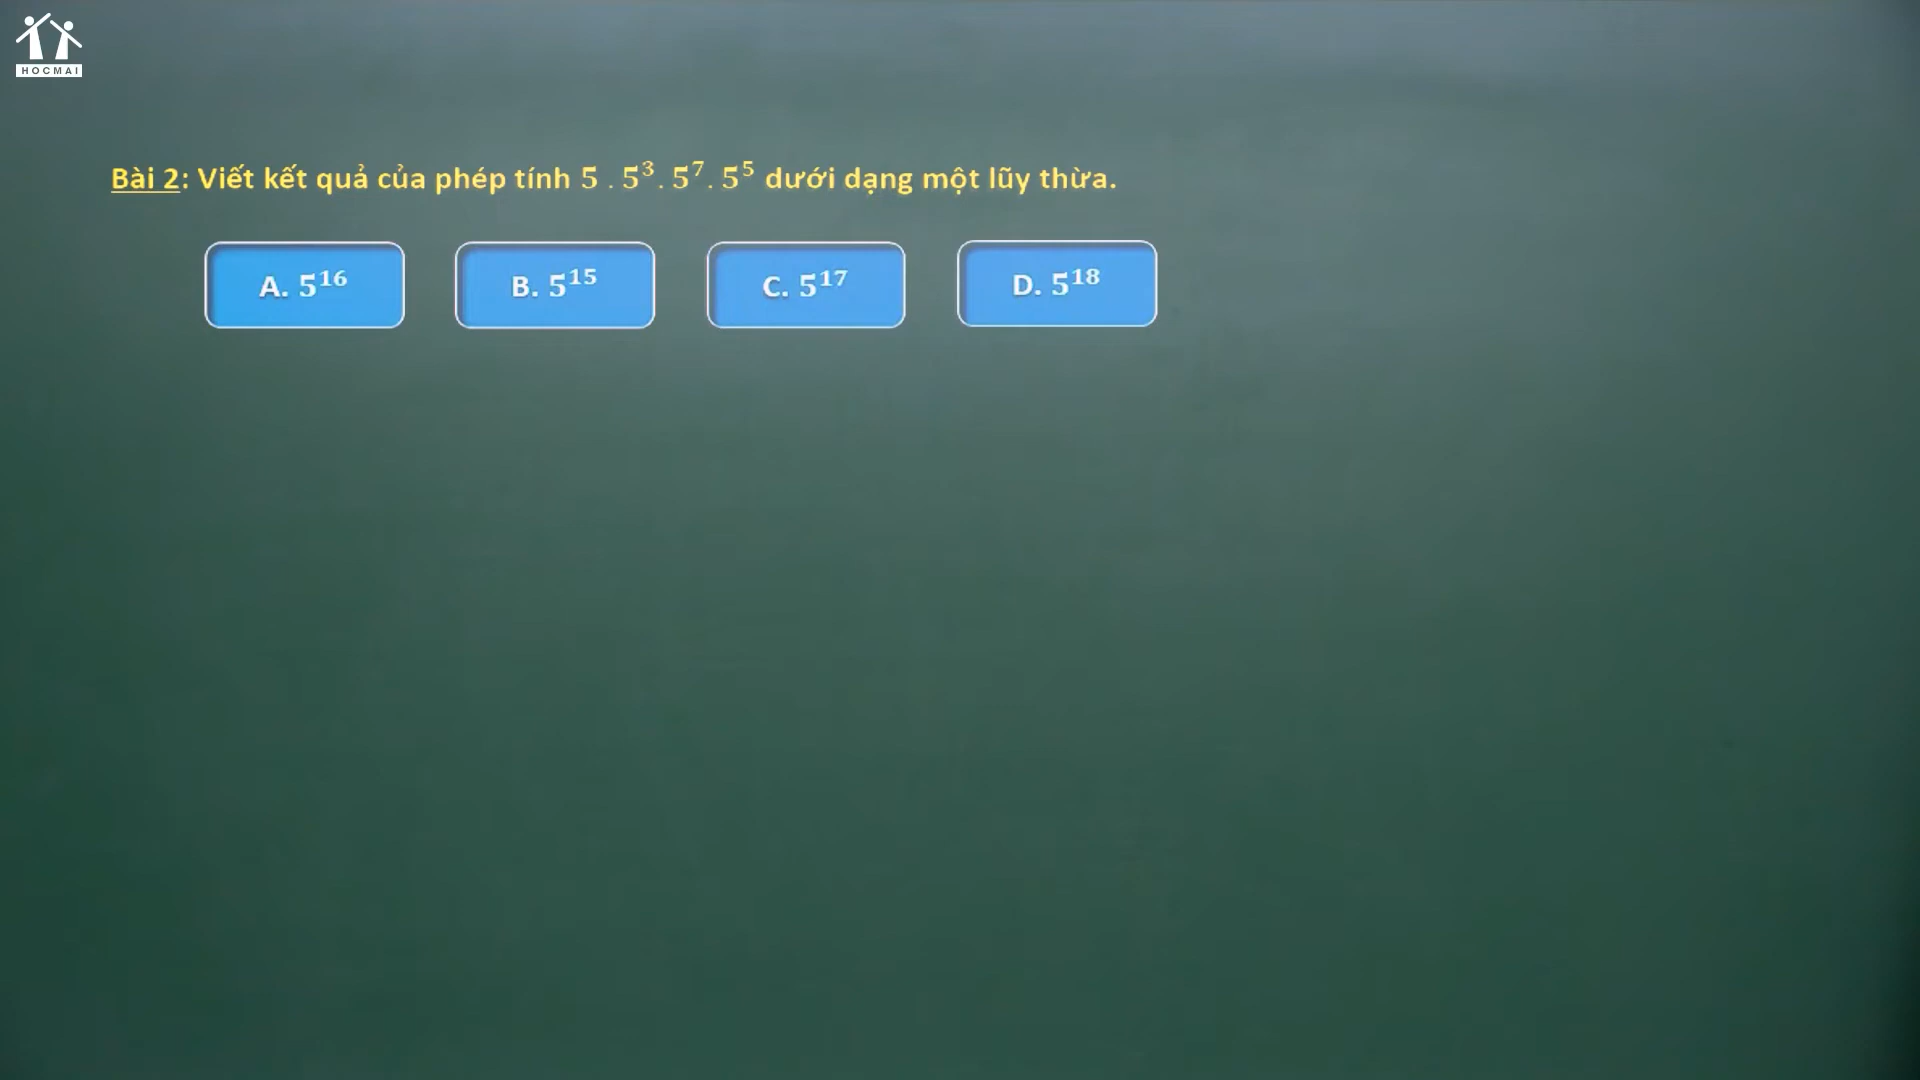 HOCMAI
Bài 2: Viết kết quả của phép tính 5 . 5³. 5⁷. 5⁵ dưới dạng một lũy thừa.
A. 5¹⁶ B. 5¹⁵ C. 5¹⁷ D. 5¹⁸